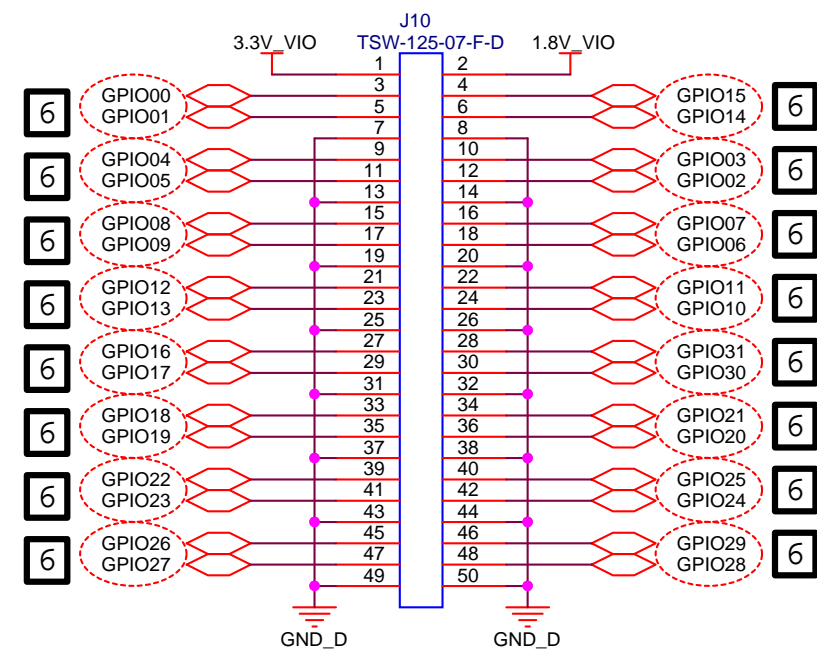 J10
3.3V_VIO TSW-125-07-F-D 1.8V_VIO
1 2
GPIO00 3 4 GPIO15
6 GPIO01 5 6 GPIO14 6
7 8
GPIO04 9 10 GPIO03
6 GPIO05 11 12 GPIO02 6
13 14
GPIO08 15 16 GPIO07
6 GPIO09 17 18 GPIO06 6
19 20
GPIO12 21 22 GPIO11
6 GPIO13 23 24 GPIO10 6
25 26
GPIO16 27 28 GPIO31
6 GPIO17 29 30 GPIO30 6
31 32
GPIO18 33 34 GPIO21
6 GPIO19 35 36 GPIO20 6
37 38
GPIO22 39 40 GPIO25
6 GPIO23 41 42 GPIO24 6
43 44
GPIO26 45 46 GPIO29
6 GPIO27 47 48 GPIO28 6
49 50
GND_D GND_D